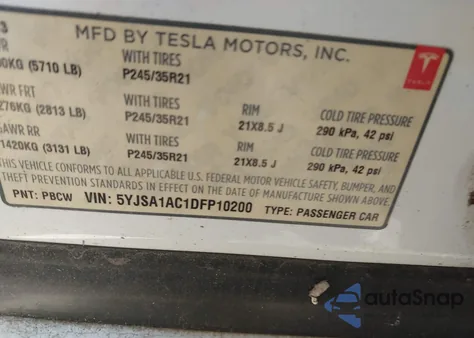 3
MFD BY TESLA MOTORS, INC.
R WITH TIRES
0KG (5710 LB) P245/35R21
TESLA
WR FRT WITH TIRES RIM COLD TIRE PRESSURE
276KG (2813 LB) P245/35R21 21X8.5 J 290 kPa, 42 psi
AWR RR WITH TIRES RIM COLD TIRE PRESSURE
1420KG (3131 LB) P245/35R21 21X8.5 J 290 kPa, 42 psi
THIS VEHICLE CONFORMS TO ALL APPLICABLE U.S. FEDERAL MOTOR VEHICLE SAFETY, BUMPER, AND
THEFT PREVENTION STANDARDS IN EFFECT ON THE DATE OF MANUFACTURE SHOWN ABOVE.
PNT: PBCW VIN: 5YJSA1AC1DFP10200 TYPE: PASSENGER CAR
autoSnap